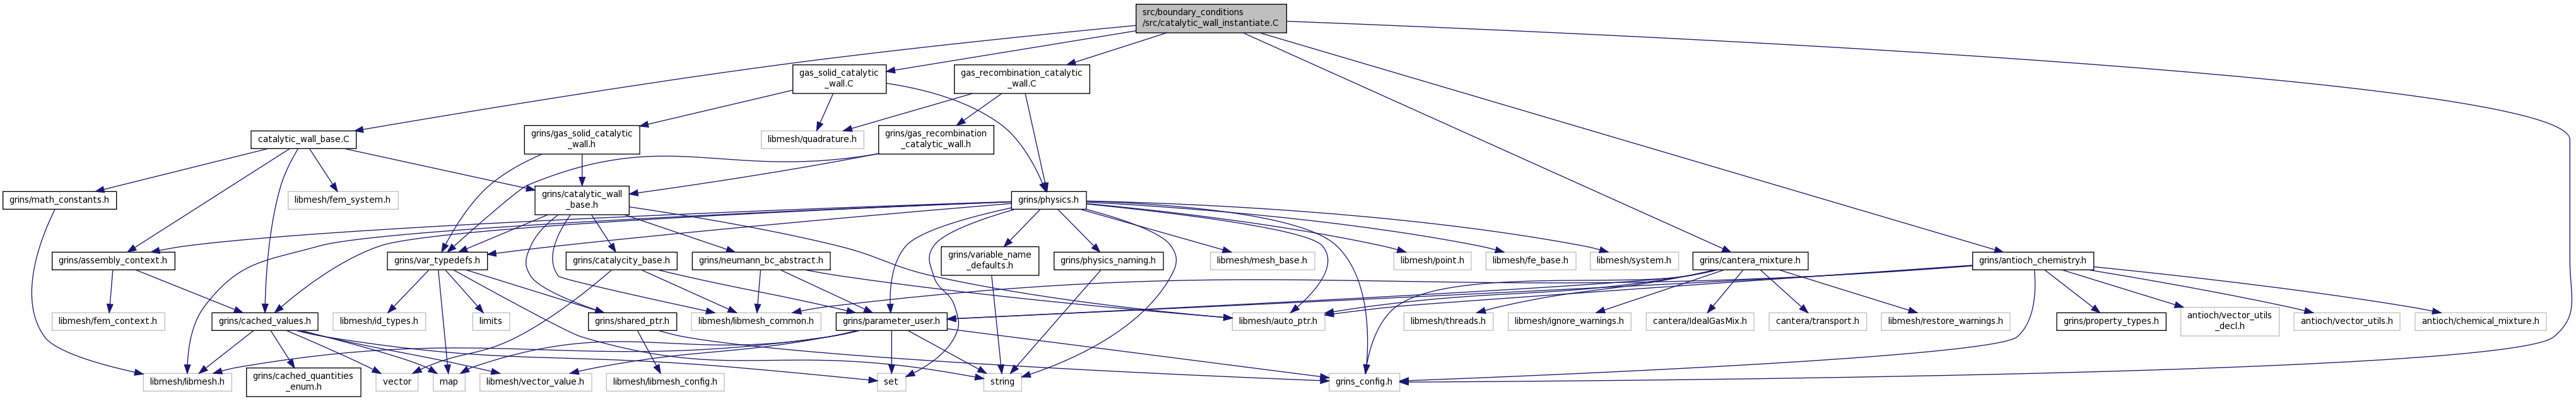 src/boundary_conditions
/src/catalytic_wall_instantiate.C
gas_solid_catalytic
_wall.C
gas_recombination_catalytic
_wall.C
catalytic_wall_base.C
grins/gas_solid_catalytic
_wall.h
libmesh/quadrature.h
grins/gas_recombination
_catalytic_wall.h
grins/math_constants.h
libmesh/fem_system.h
grins/catalytic_wall
_base.h
grins/physics.h
grins/assembly_context.h
grins/var_typedefs.h
grins/catalycity_base.h
grins/neumann_bc_abstract.h
grins/variable_name
_defaults.h
grins/physics_naming.h
libmesh/mesh_base.h
libmesh/point.h
libmesh/fe_base.h
libmesh/system.h
grins/cantera_mixture.h
grins/antioch_chemistry.h
libmesh/fem_context.h
grins/cached_values.h
libmesh/id_types.h
limits
grins/shared_ptr.h
libmesh/libmesh_common.h
grins/parameter_user.h
libmesh/auto_ptr.h
libmesh/threads.h
libmesh/ignore_warnings.h
cantera/IdealGasMix.h
cantera/transport.h
libmesh/restore_warnings.h
grins/property_types.h
antioch/vector_utils
_decl.h
antioch/vector_utils.h
antioch/chemical_mixture.h
libmesh/libmesh.h
grins/cached_quantities
_enum.h
vector
map
libmesh/vector_value.h
libmesh/libmesh_config.h
set
string
grins_config.h